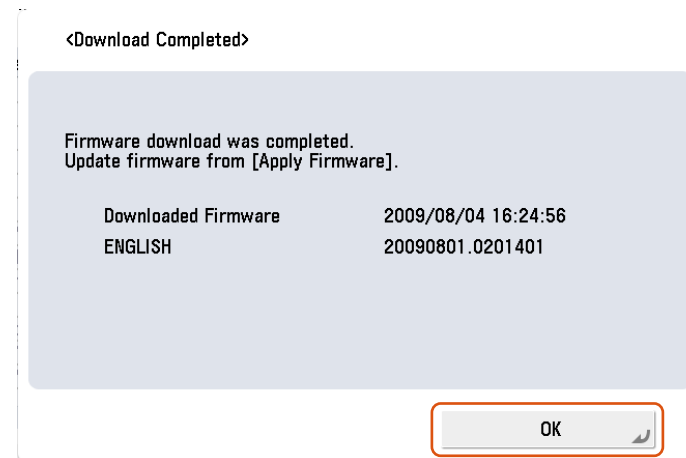 <Download Completed>
Firmware download was completed.
Update firmware from [Apply Firmware].
Downloaded Firmware 2009/08/04 16:24:56
ENGLISH 20090801.0201401
OK